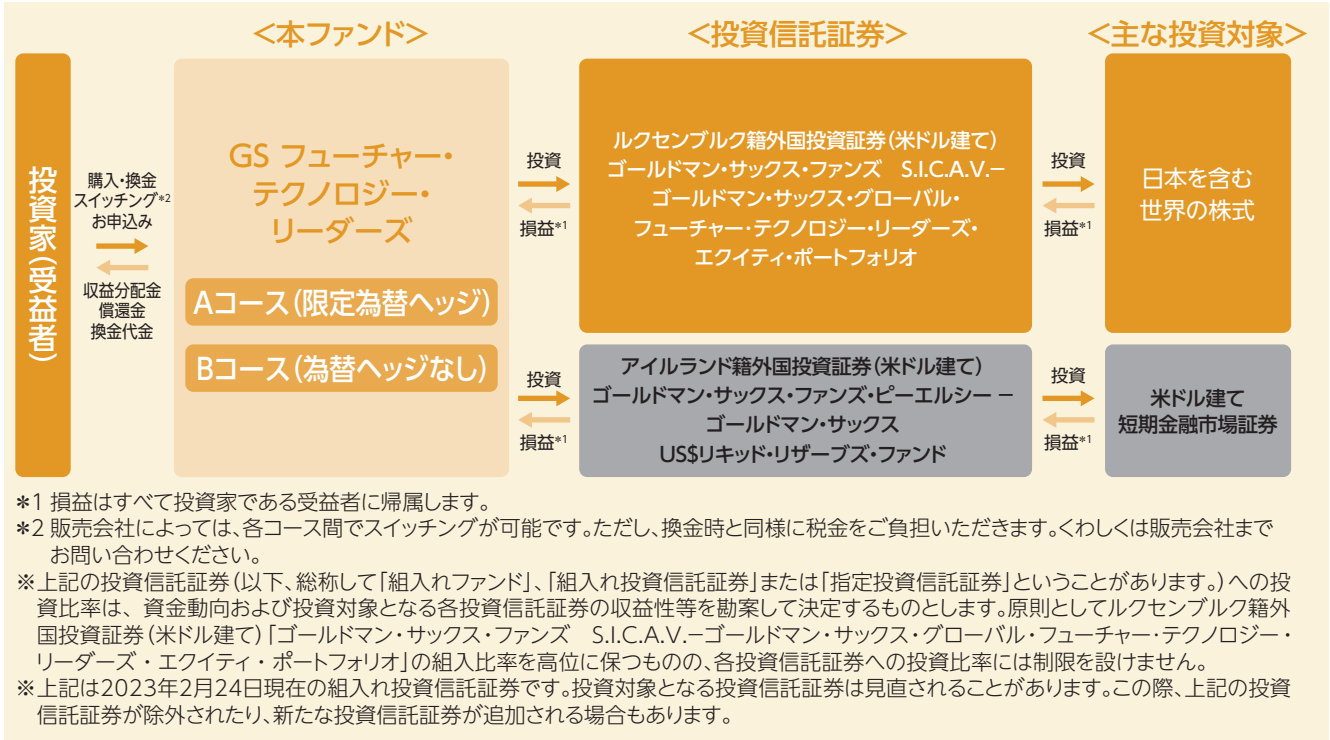 ＜本ファンド＞
＜投資信託証券＞
＜主な投資対象＞
投資家（受益者）
購入・換金
スイッチング*2
お申込み
収益分配金
償還金
換金代金
GS フューチャー・
テクノロジー・
リーダーズ
Aコース（限定為替ヘッジ）
Bコース（為替ヘッジなし）
投資
損益*1
ルクセンブルク籍外国投資証券（米ドル建て）
ゴールドマン・サックス・ファンズ　S.I.C.A.V.－
ゴールドマン・サックス・グローバル・
フューチャー・テクノロジー・リーダーズ・
エクイティ・ポートフォリオ
投資
損益*1
日本を含む
世界の株式
投資
損益*1
アイルランド籍外国投資証券（米ドル建て）
ゴールドマン・サックス・ファンズ・ピーエルシー －
ゴールドマン・サックス
US$リキッド・リザーブズ・ファンド
投資
損益*1
米ドル建て
短期金融市場証券
*1 損益はすべて投資家である受益者に帰属します。
*2 販売会社によっては、各コース間でスイッチングが可能です。ただし、換金時と同様に税金をご負担いただきます。くわしくは販売会社まで
お問い合わせください。
※上記の投資信託証券（以下、総称して「組入れファンド」、「組入れ投資信託証券」または「指定投資信託証券」ということがあります。）への投
資比率は、資金動向および投資対象となる各投資信託証券の収益性等を勘案して決定するものとします。原則としてルクセンブルク籍外
国投資証券（米ドル建て）「ゴールドマン・サックス・ファンズ　S.I.C.A.V.－ゴールドマン・サックス・グローバル・フューチャー・テクノロジー・
リーダーズ・エクイティ・ポートフォリオ」の組入比率を高位に保つものの、各投資信託証券への投資比率には制限を設けません。
※上記は2023年2月24日現在の組入れ投資信託証券です。投資対象となる投資信託証券は見直されることがあります。この際、上記の投資
信託証券が除外されたり、新たな投資信託証券が追加される場合もあります。